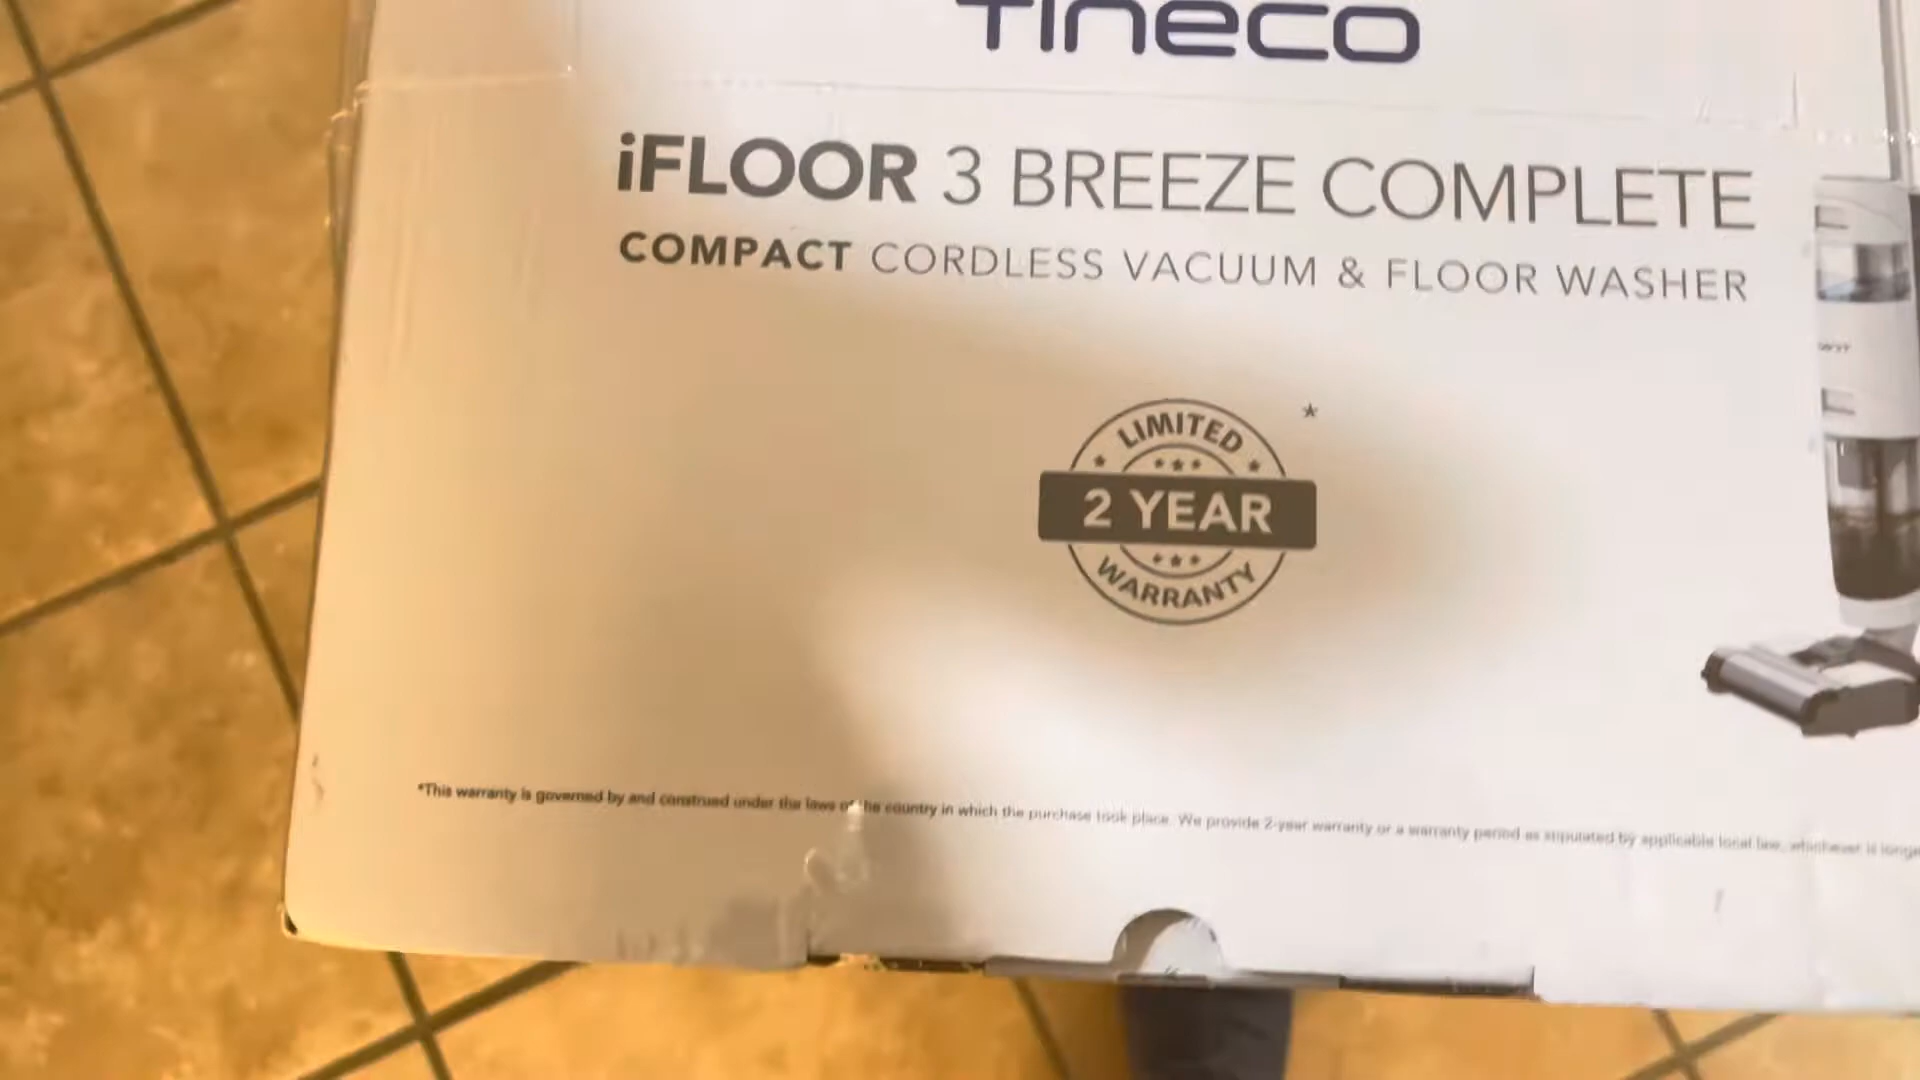 TINECO
iFLOOR 3 BREEZE COMPLETE
COMPACT CORDLESS VACUUM & FLOOR WASHER
*
LIMITED
2 YEAR
WARRANTY
*This warranty is governed by and construed under the laws of the country in which the purchase took place. We provide 2-year warranty or a warranty period as stipulated by applicable local law, whichever is longe